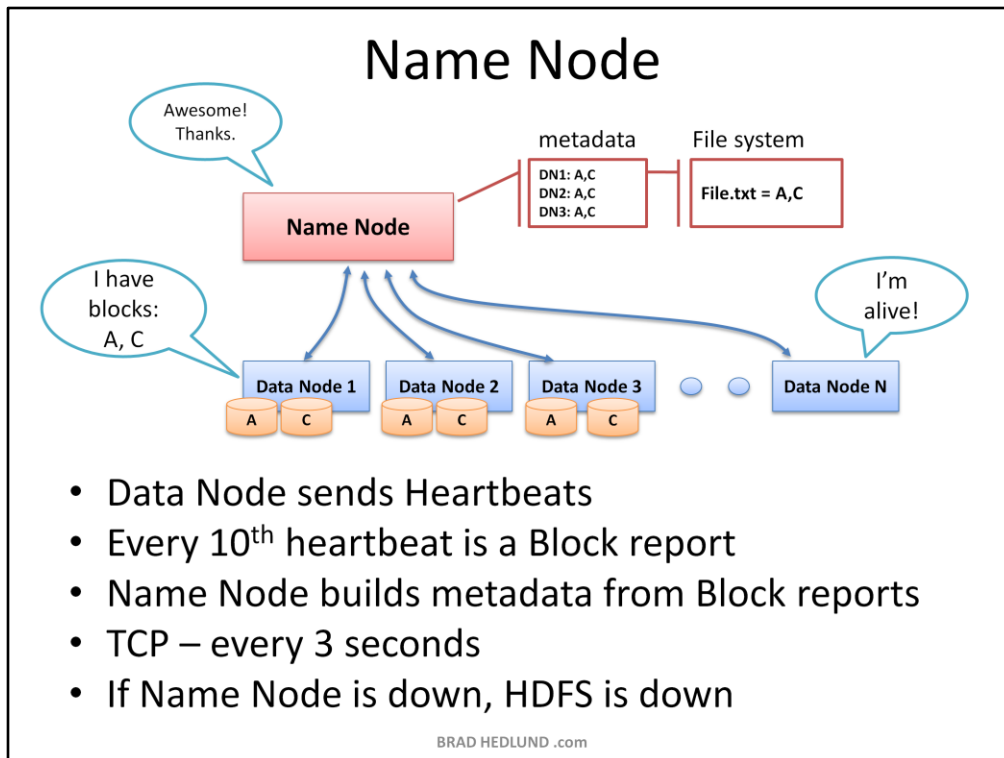 Name Node
Awesome!
Thanks.
metadata
File system
DN1: A,C
DN2: A,C
DN3: A,C
File.txt = A,C
Name Node
I have
blocks:
A, C
I’m
alive!
Data Node 1
Data Node 2
Data Node 3
Data Node N
A
C
A
C
A
C
• Data Node sends Heartbeats
• Every 10th heartbeat is a Block report
• Name Node builds metadata from Block reports
• TCP – every 3 seconds
• If Name Node is down, HDFS is down
BRAD HEDLUND .com